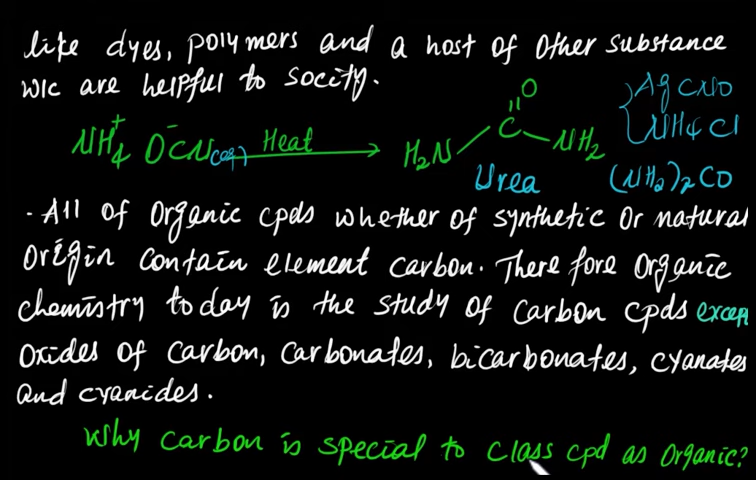 like dyes, polymers and a host of other substance
wic are helpful to socity.
NH4+ O-CN(aq) Heat → H2N C O NH2
AgCNO
NH4Cl
Urea (NH2)2CO
. All of organic cpds whether of synthetic or natural
origin contain element carbon. There fore organic
chemistry today is the study of carbon cpds excep
oxides of carbon, carbonates, bicarbonates, cyanates
and cyanides.
Why carbon is special to class cpd as organic?